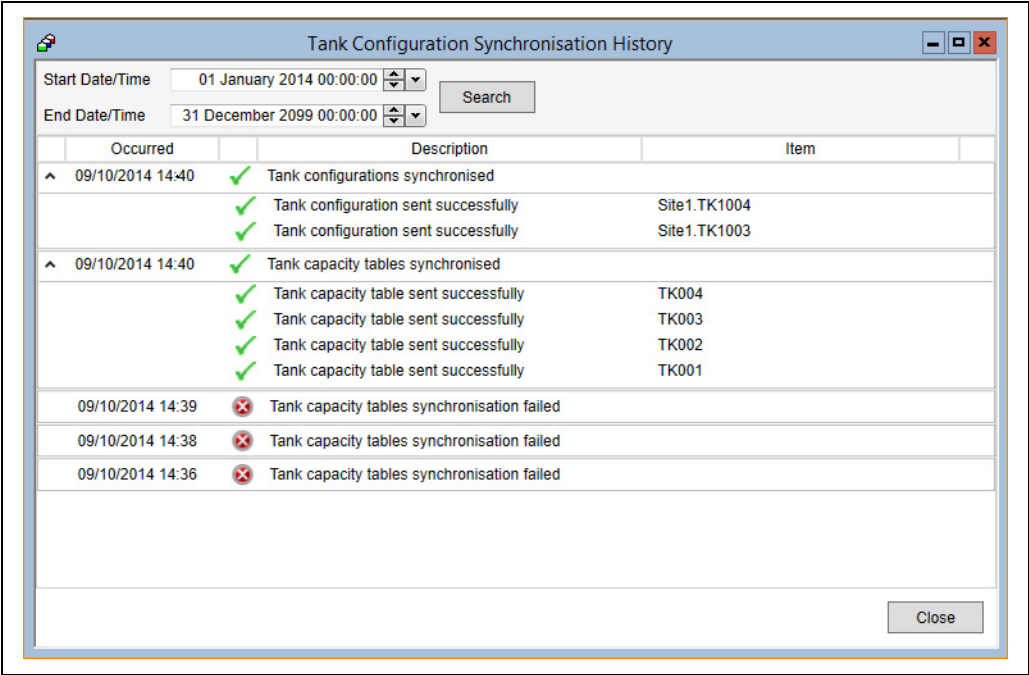 Tank Configuration Synchronisation History
Start Date/Time 01 January 2014 00:00:00
Search
End Date/Time 31 December 2099 00:00:00
Occurred Description Item
09/10/2014 14:40 Tank configurations synchronised
Tank configuration sent successfully Site1.TK1004
Tank configuration sent successfully Site1.TK1003
09/10/2014 14:40 Tank capacity tables synchronised
Tank capacity table sent successfully TK004
Tank capacity table sent successfully TK003
Tank capacity table sent successfully TK002
Tank capacity table sent successfully TK001
09/10/2014 14:39 Tank capacity tables synchronisation failed
09/10/2014 14:38 Tank capacity tables synchronisation failed
09/10/2014 14:36 Tank capacity tables synchronisation failed
Close